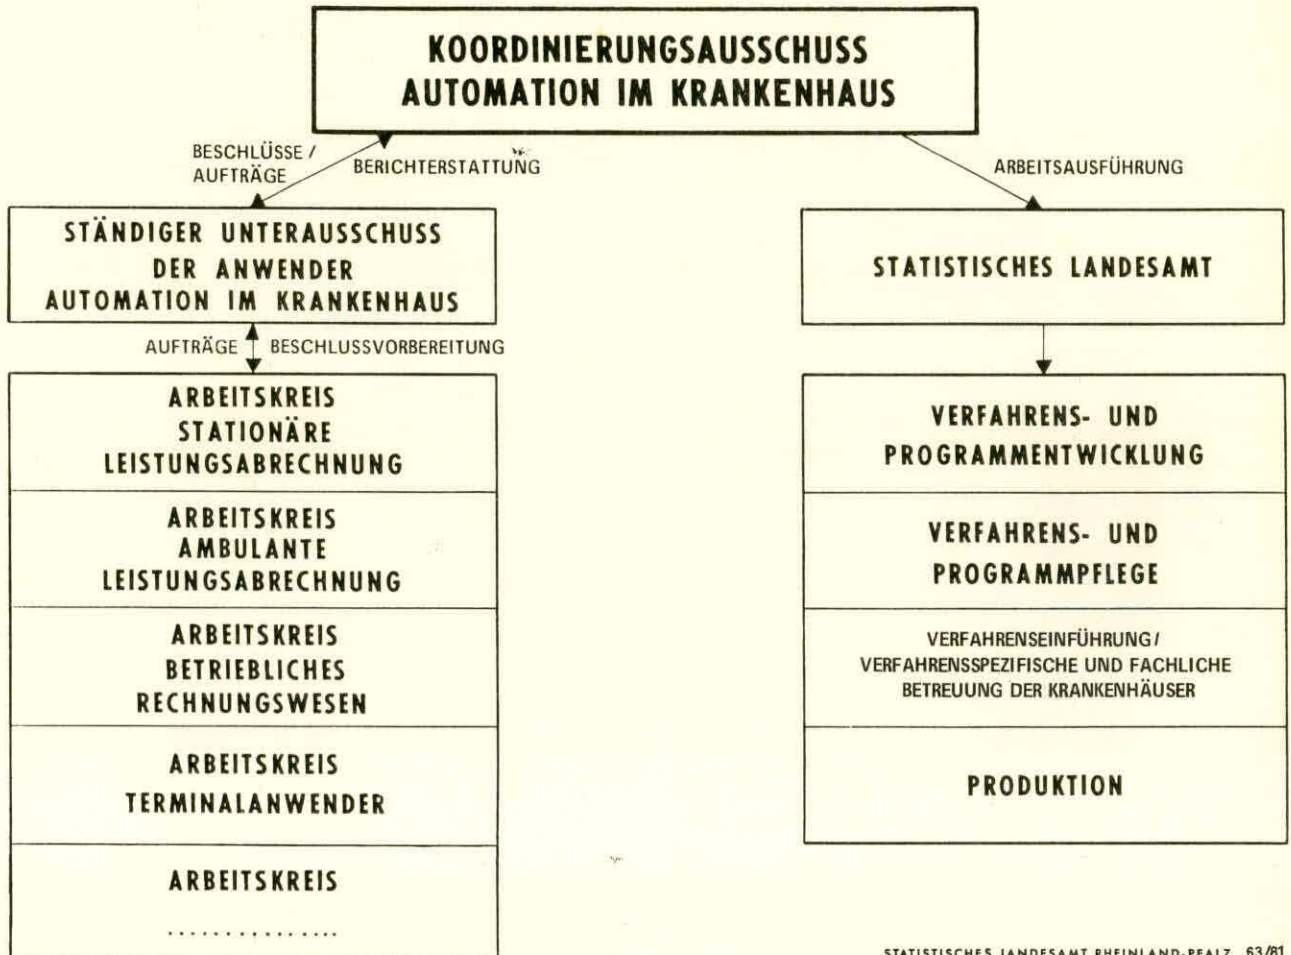 KOORDINIERUNGSAUSSCHUSS
AUTOMATION IM KRANKENHAUS
BESCHLÜSSE /
AUFTRÄGE
BERICHTERSTATTUNG
ARBEITSAUSFÜHRUNG
STÄNDIGER UNTERAUSSCHUSS
DER ANWENDER
AUTOMATION IM KRANKENHAUS
STATISTISCHES LANDESAMT
AUFTRÄGE
BESCHLUSSVORBEREITUNG
ARBEITSKREIS
STATIONÄRE
LEISTUNGSABRECHNUNG
ARBEITSKREIS
AMBULANTE
LEISTUNGSABRECHNUNG
ARBEITSKREIS
BETRIEBLICHES
RECHNUNGSWESEN
ARBEITSKREIS
TERMINALANWENDER
ARBEITSKREIS
...............
VERFAHRENS- UND
PROGRAMMENTWICKLUNG
VERFAHRENS- UND
PROGRAMMPFLEGE
VERFAHRENSEINFÜHRUNG/
VERFAHRENSSPEZIFISCHE UND FACHLICHE
BETREUUNG DER KRANKENHÄUSER
PRODUKTION
STATISTISCHES LANDESAMT RHEINLAND-PFALZ 63/81